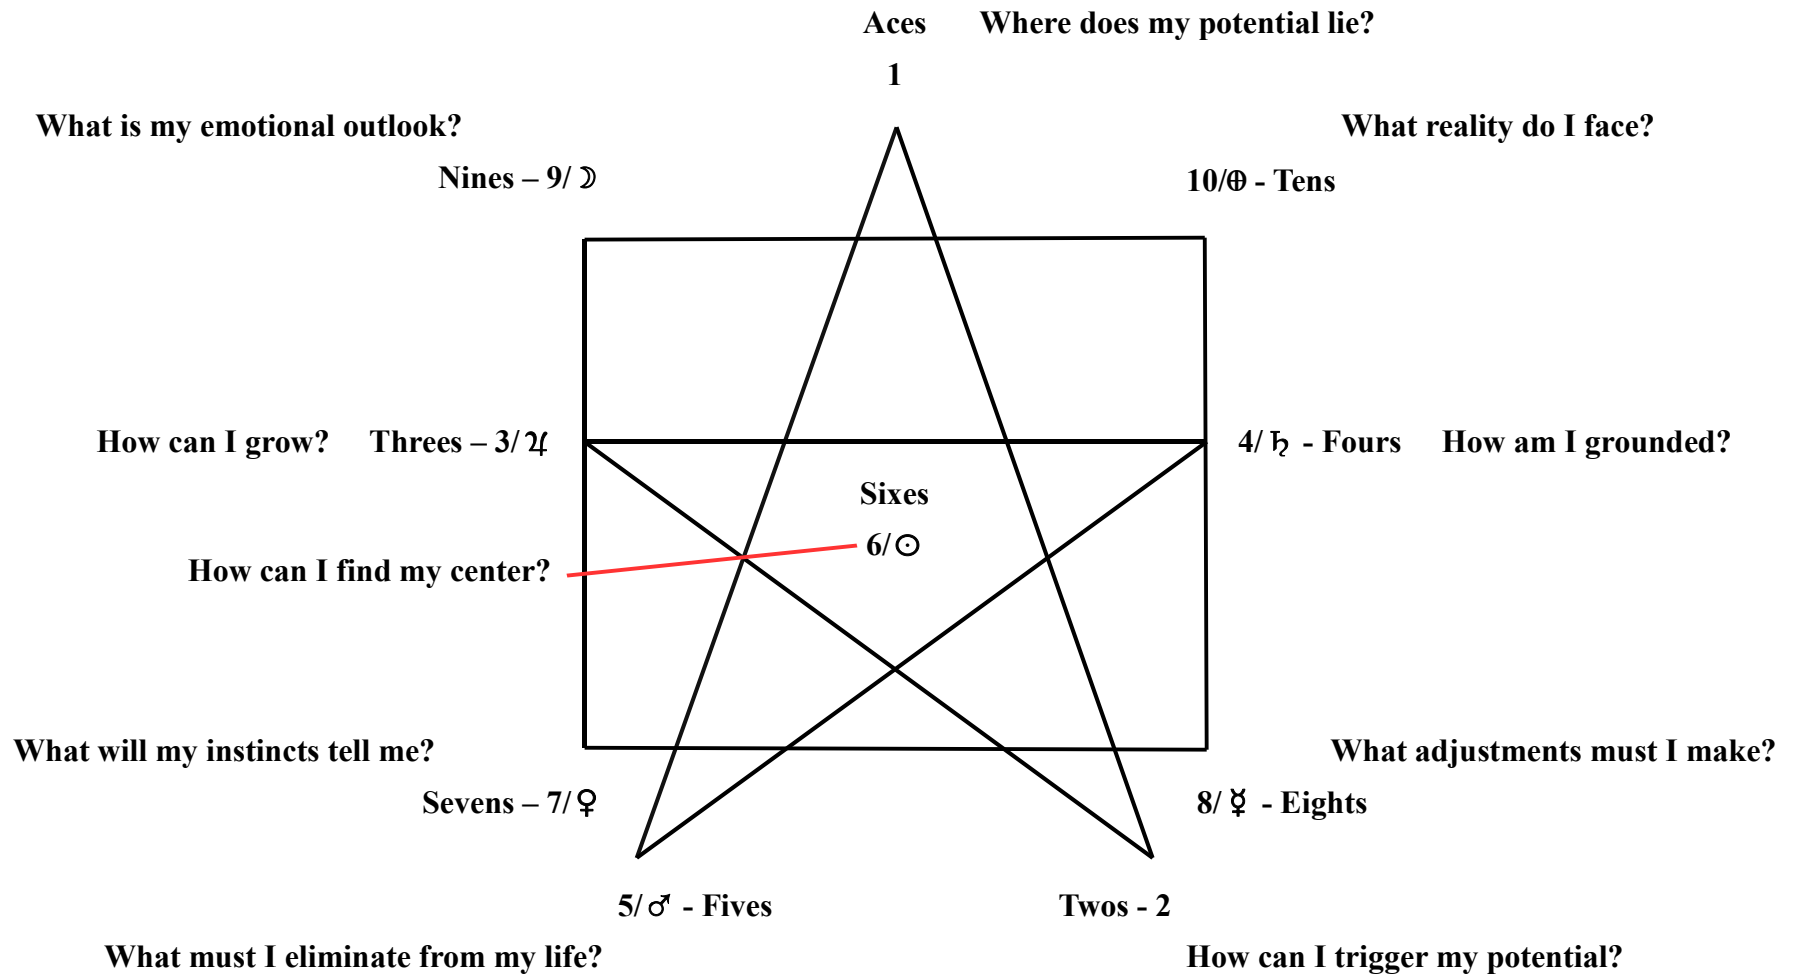 Aces Where does my potential lie?
1
What is my emotional outlook?
What reality do I face?
Nines – 9/☽
10/🜨 - Tens
How can I grow? Threes – 3/♃
4/♄ - Fours How am I grounded?
Sixes
6/☉
How can I find my center?
What will my instincts tell me?
What adjustments must I make?
Sevens – 7/♀
8/☿ - Eights
5/♂ - Fives
Twos - 2
What must I eliminate from my life?
How can I trigger my potential?